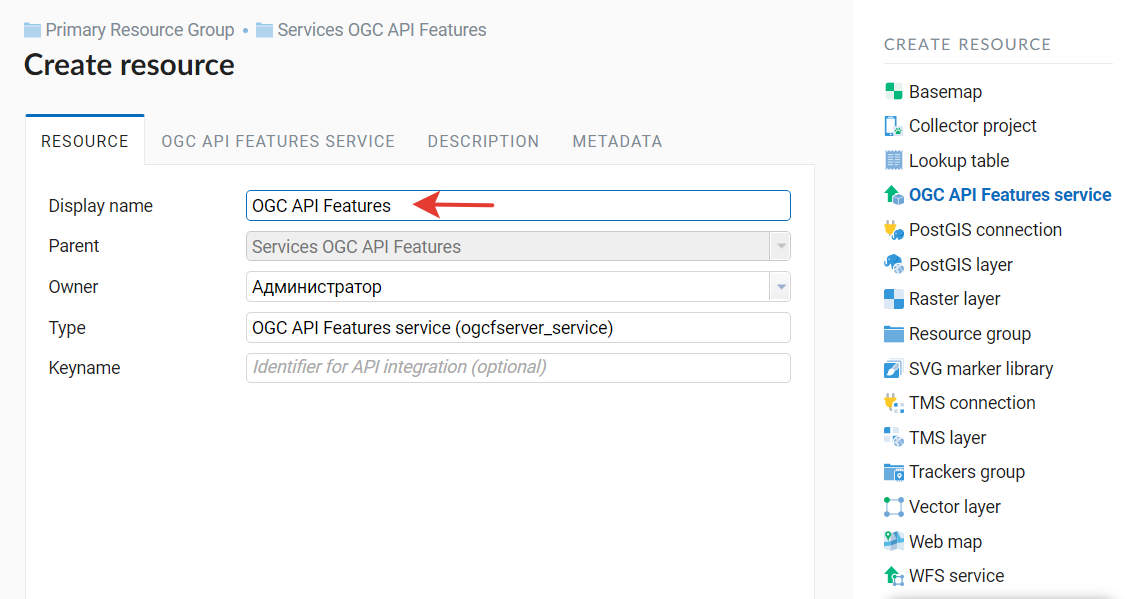 Primary Resource Group • Services OGC API Features
Create resource
RESOURCE OGC API FEATURES SERVICE DESCRIPTION METADATA
Display name OGC API Features
Parent Services OGC API Features
Owner Администратор
Type OGC API Features service (ogcfserver_service)
Keyname Identifier for API integration (optional)
CREATE RESOURCE
Basemap
Collector project
Lookup table
OGC API Features service
PostGIS connection
PostGIS layer
Raster layer
Resource group
SVG marker library
TMS connection
TMS layer
Trackers group
Vector layer
Web map
WFS service